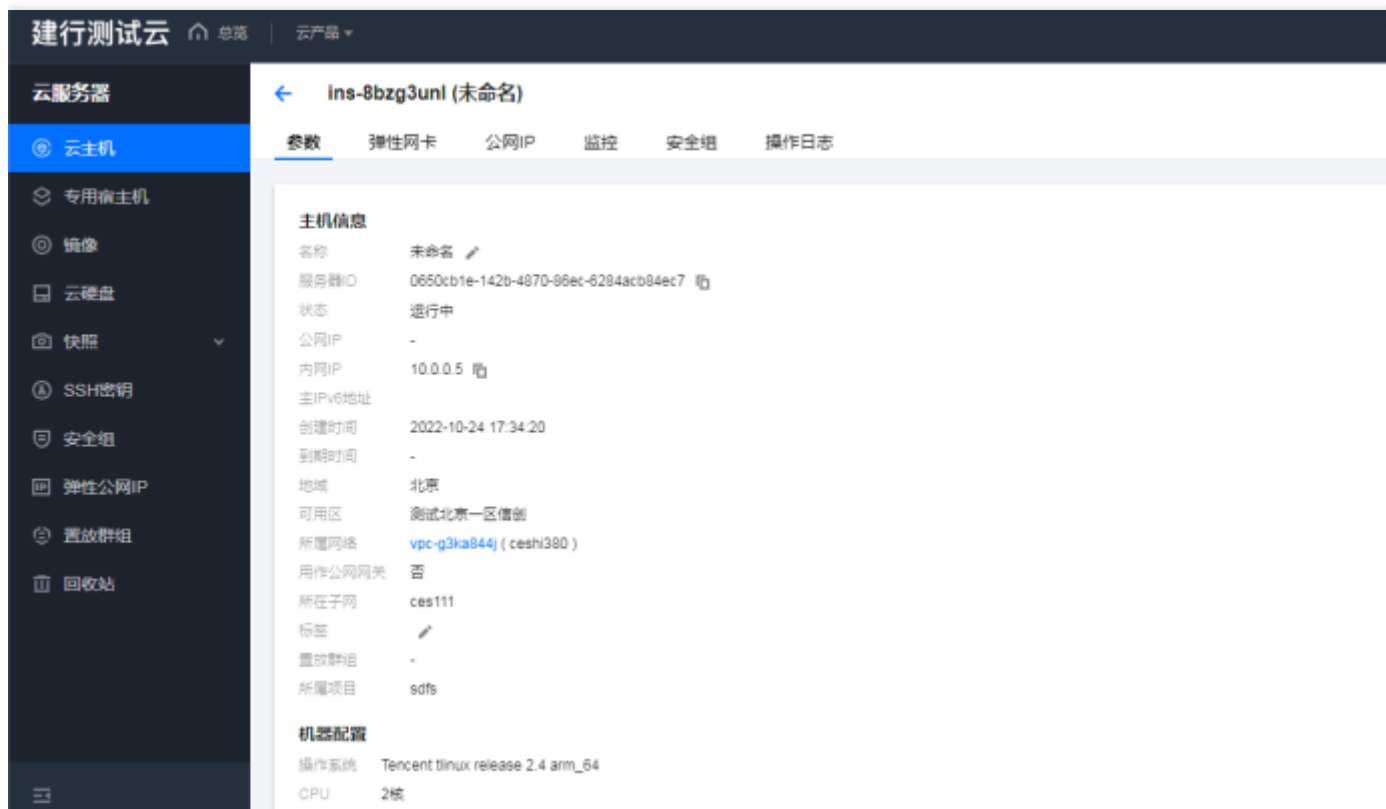 建行测试云 总览 云产品
云服务器
云主机
专用宿主机
镜像
云硬盘
快照
SSH密钥
安全组
弹性公网IP
置放群组
回收站
ins-8bzg3unl (未命名)
参数 弹性网卡 公网IP 监控 安全组 操作日志
主机信息
名称 未命名
服务器ID 0650cb1e-142b-4870-86ec-6284acb84ec7
状态 运行中
公网IP -
内网IP 10.0.0.5
主IPv6地址
创建时间 2022-10-24 17:34:20
到期时间 -
地域 北京
可用区 测试北京一区信创
所属网络 vpc-g3ka844j ( ceshi380 )
用作公网网关 否
所在子网 ces111
标签
置放群组 -
所属项目 sdfs
机器配置
操作系统 Tencent tlinux release 2.4 arm_64
CPU 2核